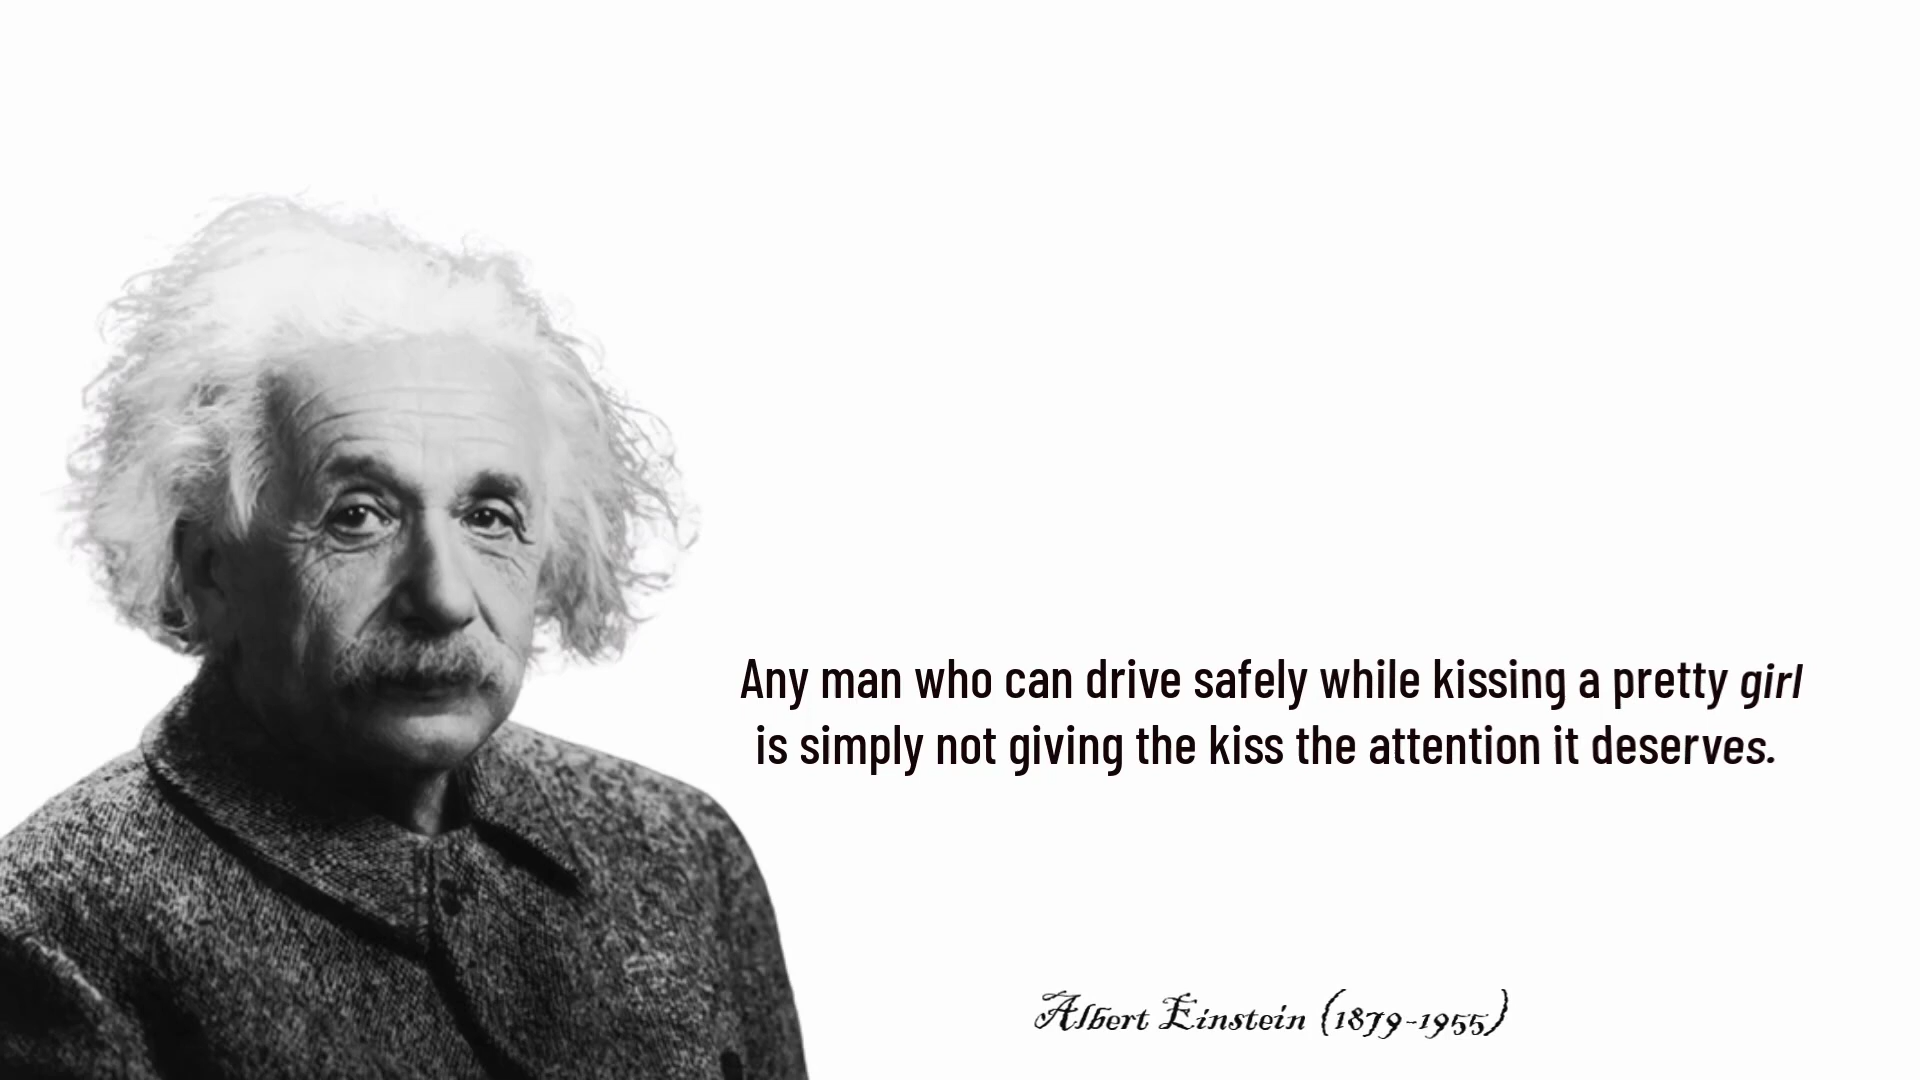 Any man who can drive safely while kissing a pretty girl
is simply not giving the kiss the attention it deserves.
Albert Einstein (1879-1955)